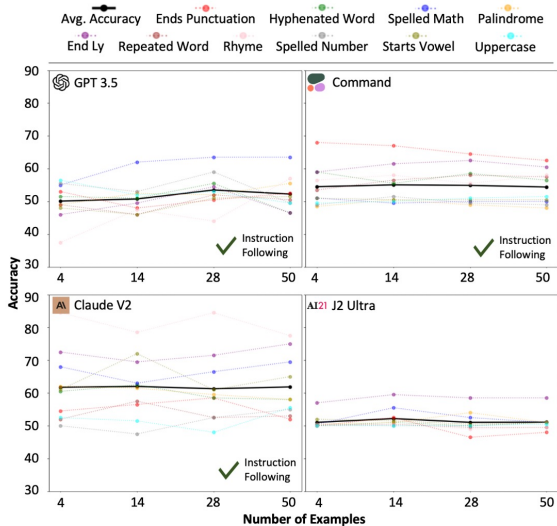 Avg. Accuracy Ends Punctuation Hyphenated Word Spelled Math Palindrome
End Ly Repeated Word Rhyme Spelled Number Starts Vowel Uppercase
GPT 3.5
90
80
70
60
50
40
30
4 14 28 50
Instruction
Following
Command
4 14 28 50
Instruction
Following
Accuracy
A\ Claude V2
90
80
70
60
50
40
30
4 14 28 50
Instruction
Following
AI21 J2 Ultra
4 14 28 50
Number of Examples